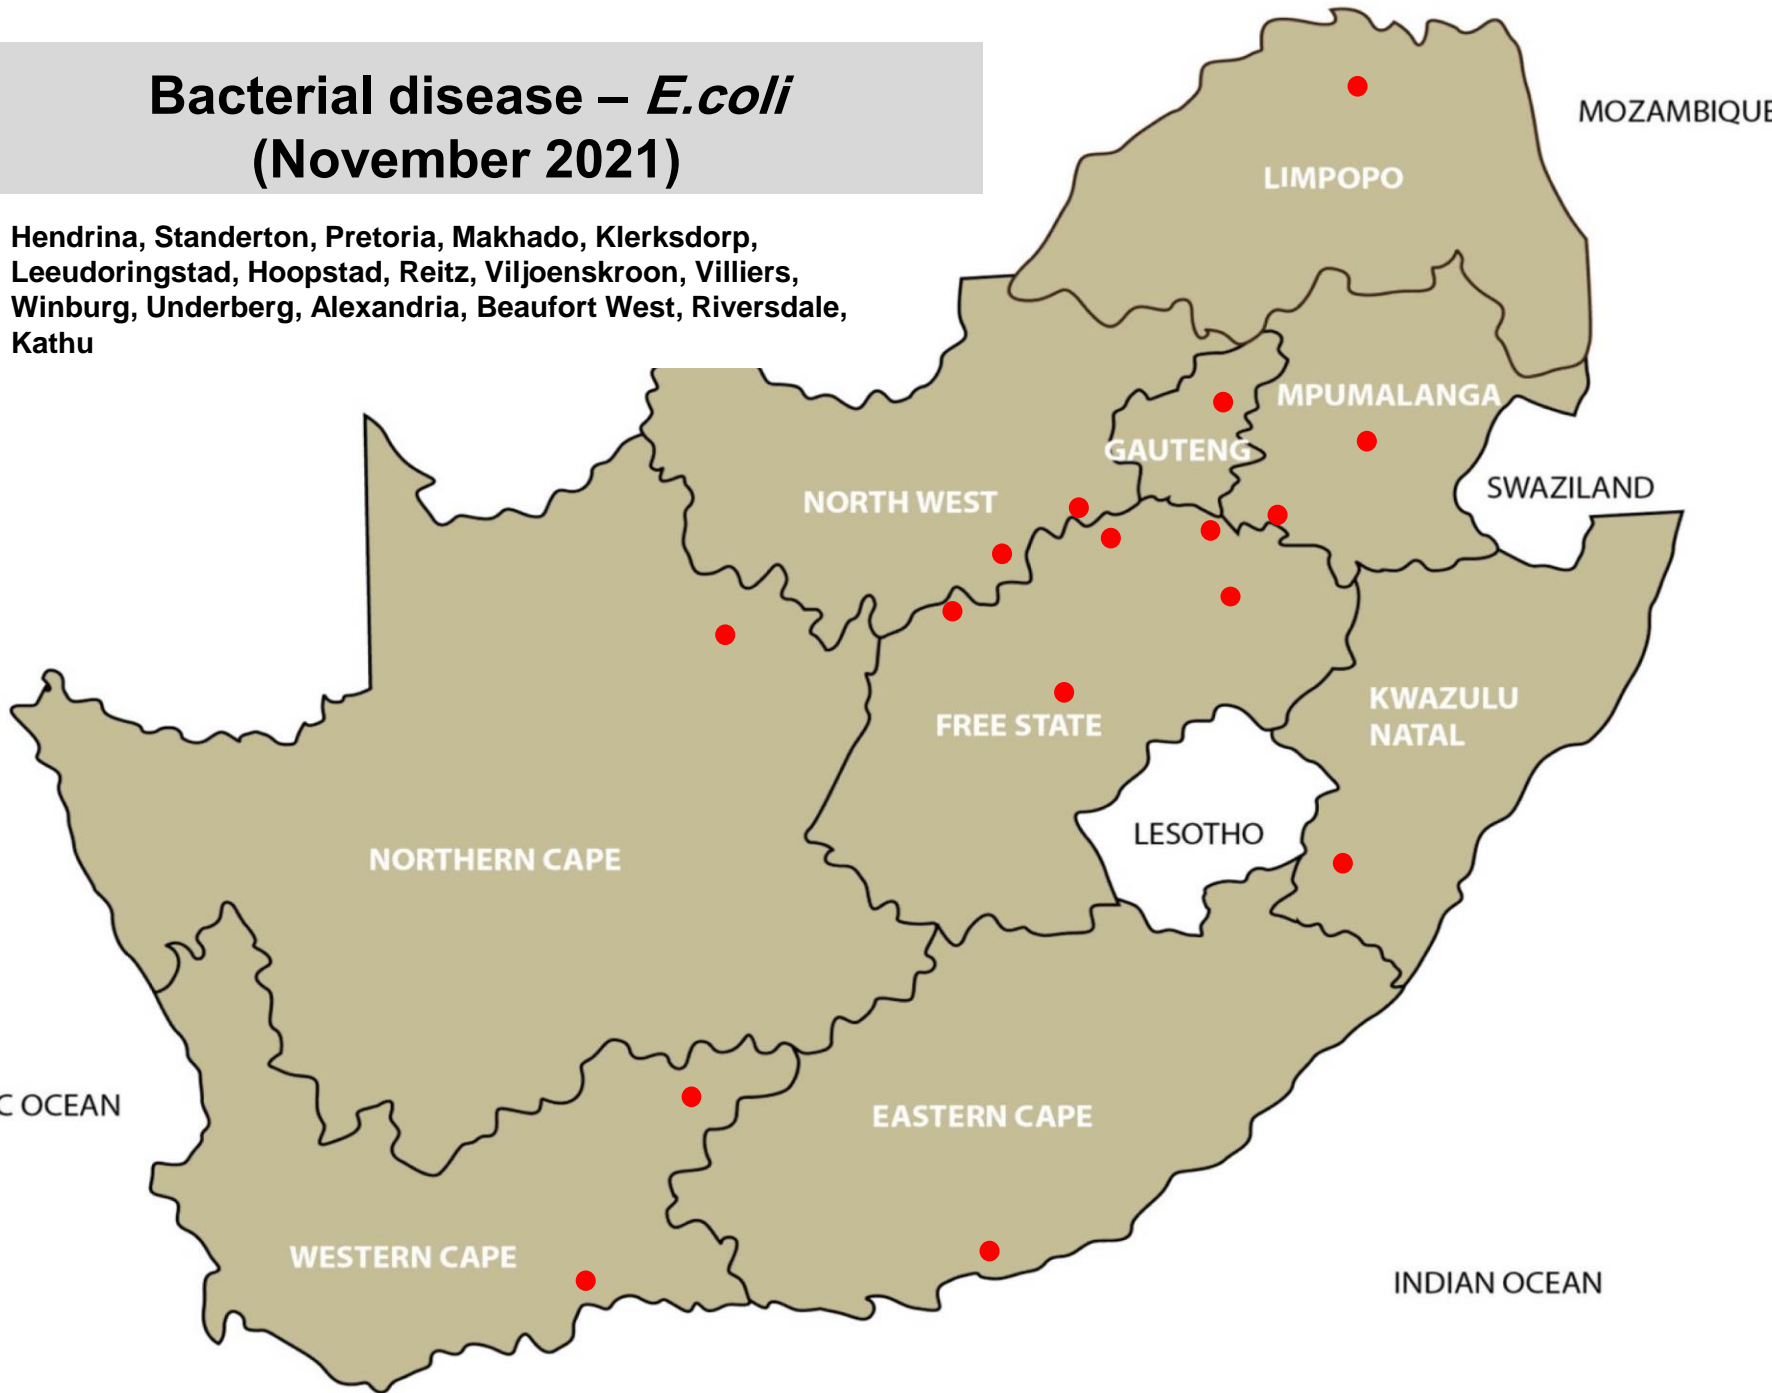 Bacterial disease – E.coli
(November 2021)
Hendrina, Standerton, Pretoria, Makhado, Klerksdorp,
Leeudoringstad, Hoopstad, Reitz, Viljoenskroon, Villiers,
Winburg, Underberg, Alexandria, Beaufort West, Riversdale,
Kathu
MOZAMBIQUE
LIMPOPO
MPUMALANGA
GAUTENG
SWAZILAND
NORTH WEST
KWAZULU
NATAL
FREE STATE
LESOTHO
NORTHERN CAPE
C OCEAN
EASTERN CAPE
WESTERN CAPE
INDIAN OCEAN